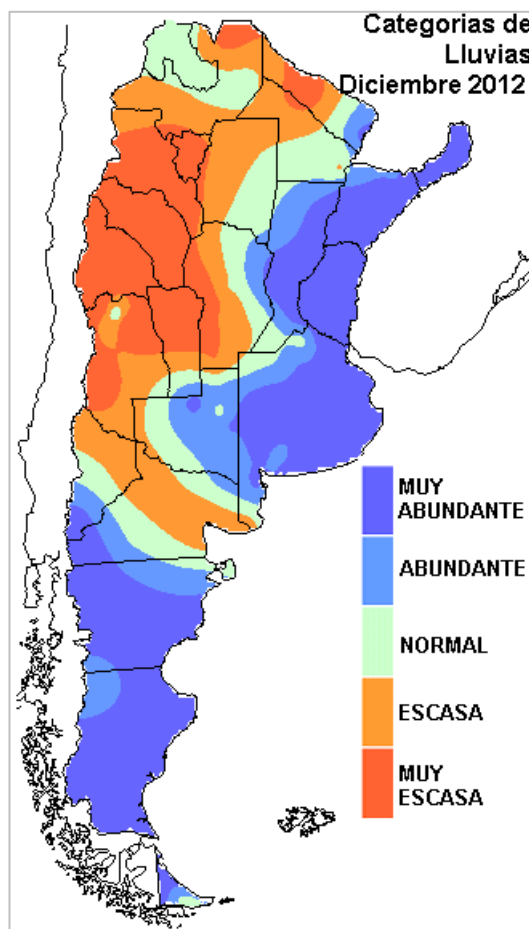 Categorias de
Lluvias
Diciembre 2012
MUY
ABUNDANTE
ABUNDANTE
NORMAL
ESCASA
MUY
ESCASA